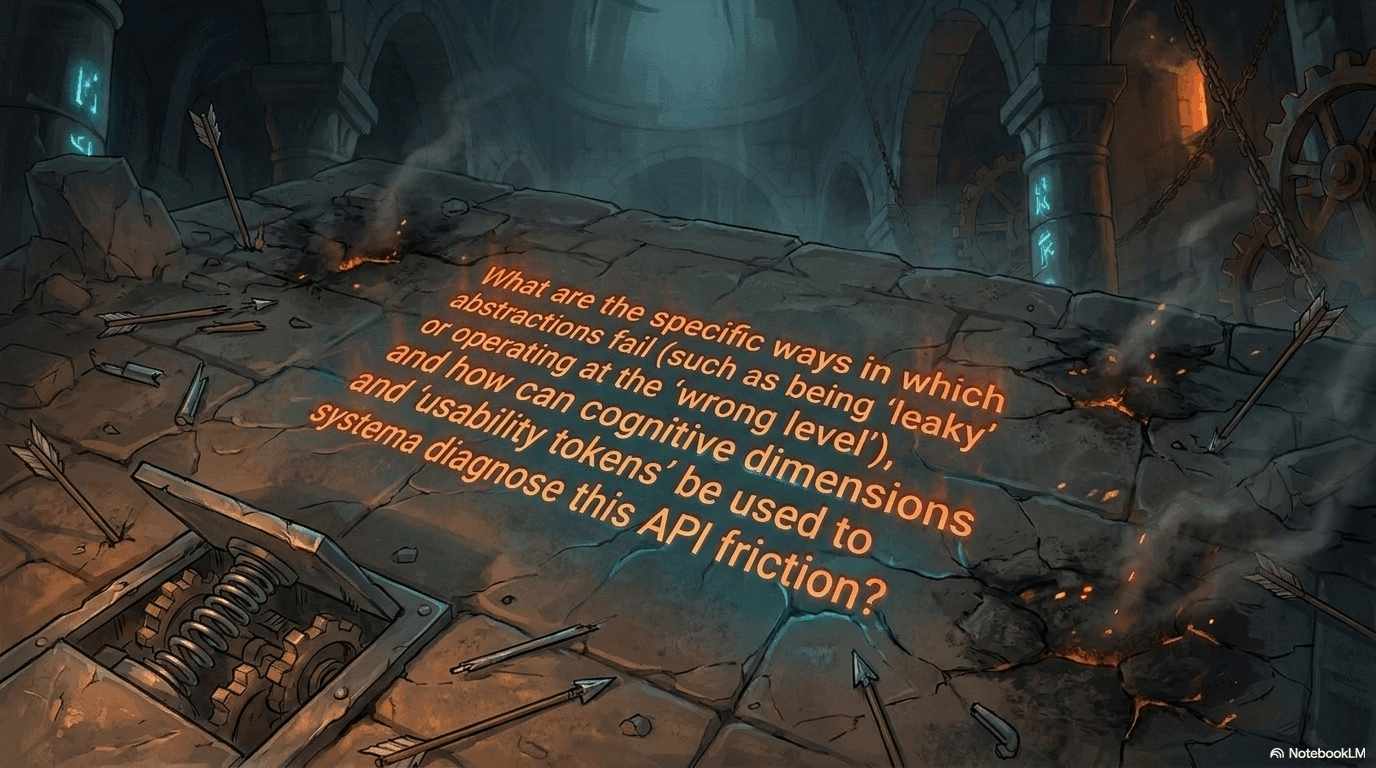 What are the specific ways in which
abstractions fail (such as being ‘leaky’
or operating at the ‘wrong level’),
and how can cognitive dimensions
and ‘usability tokens’ be used to
systema diagnose this API friction?
NotebookLM